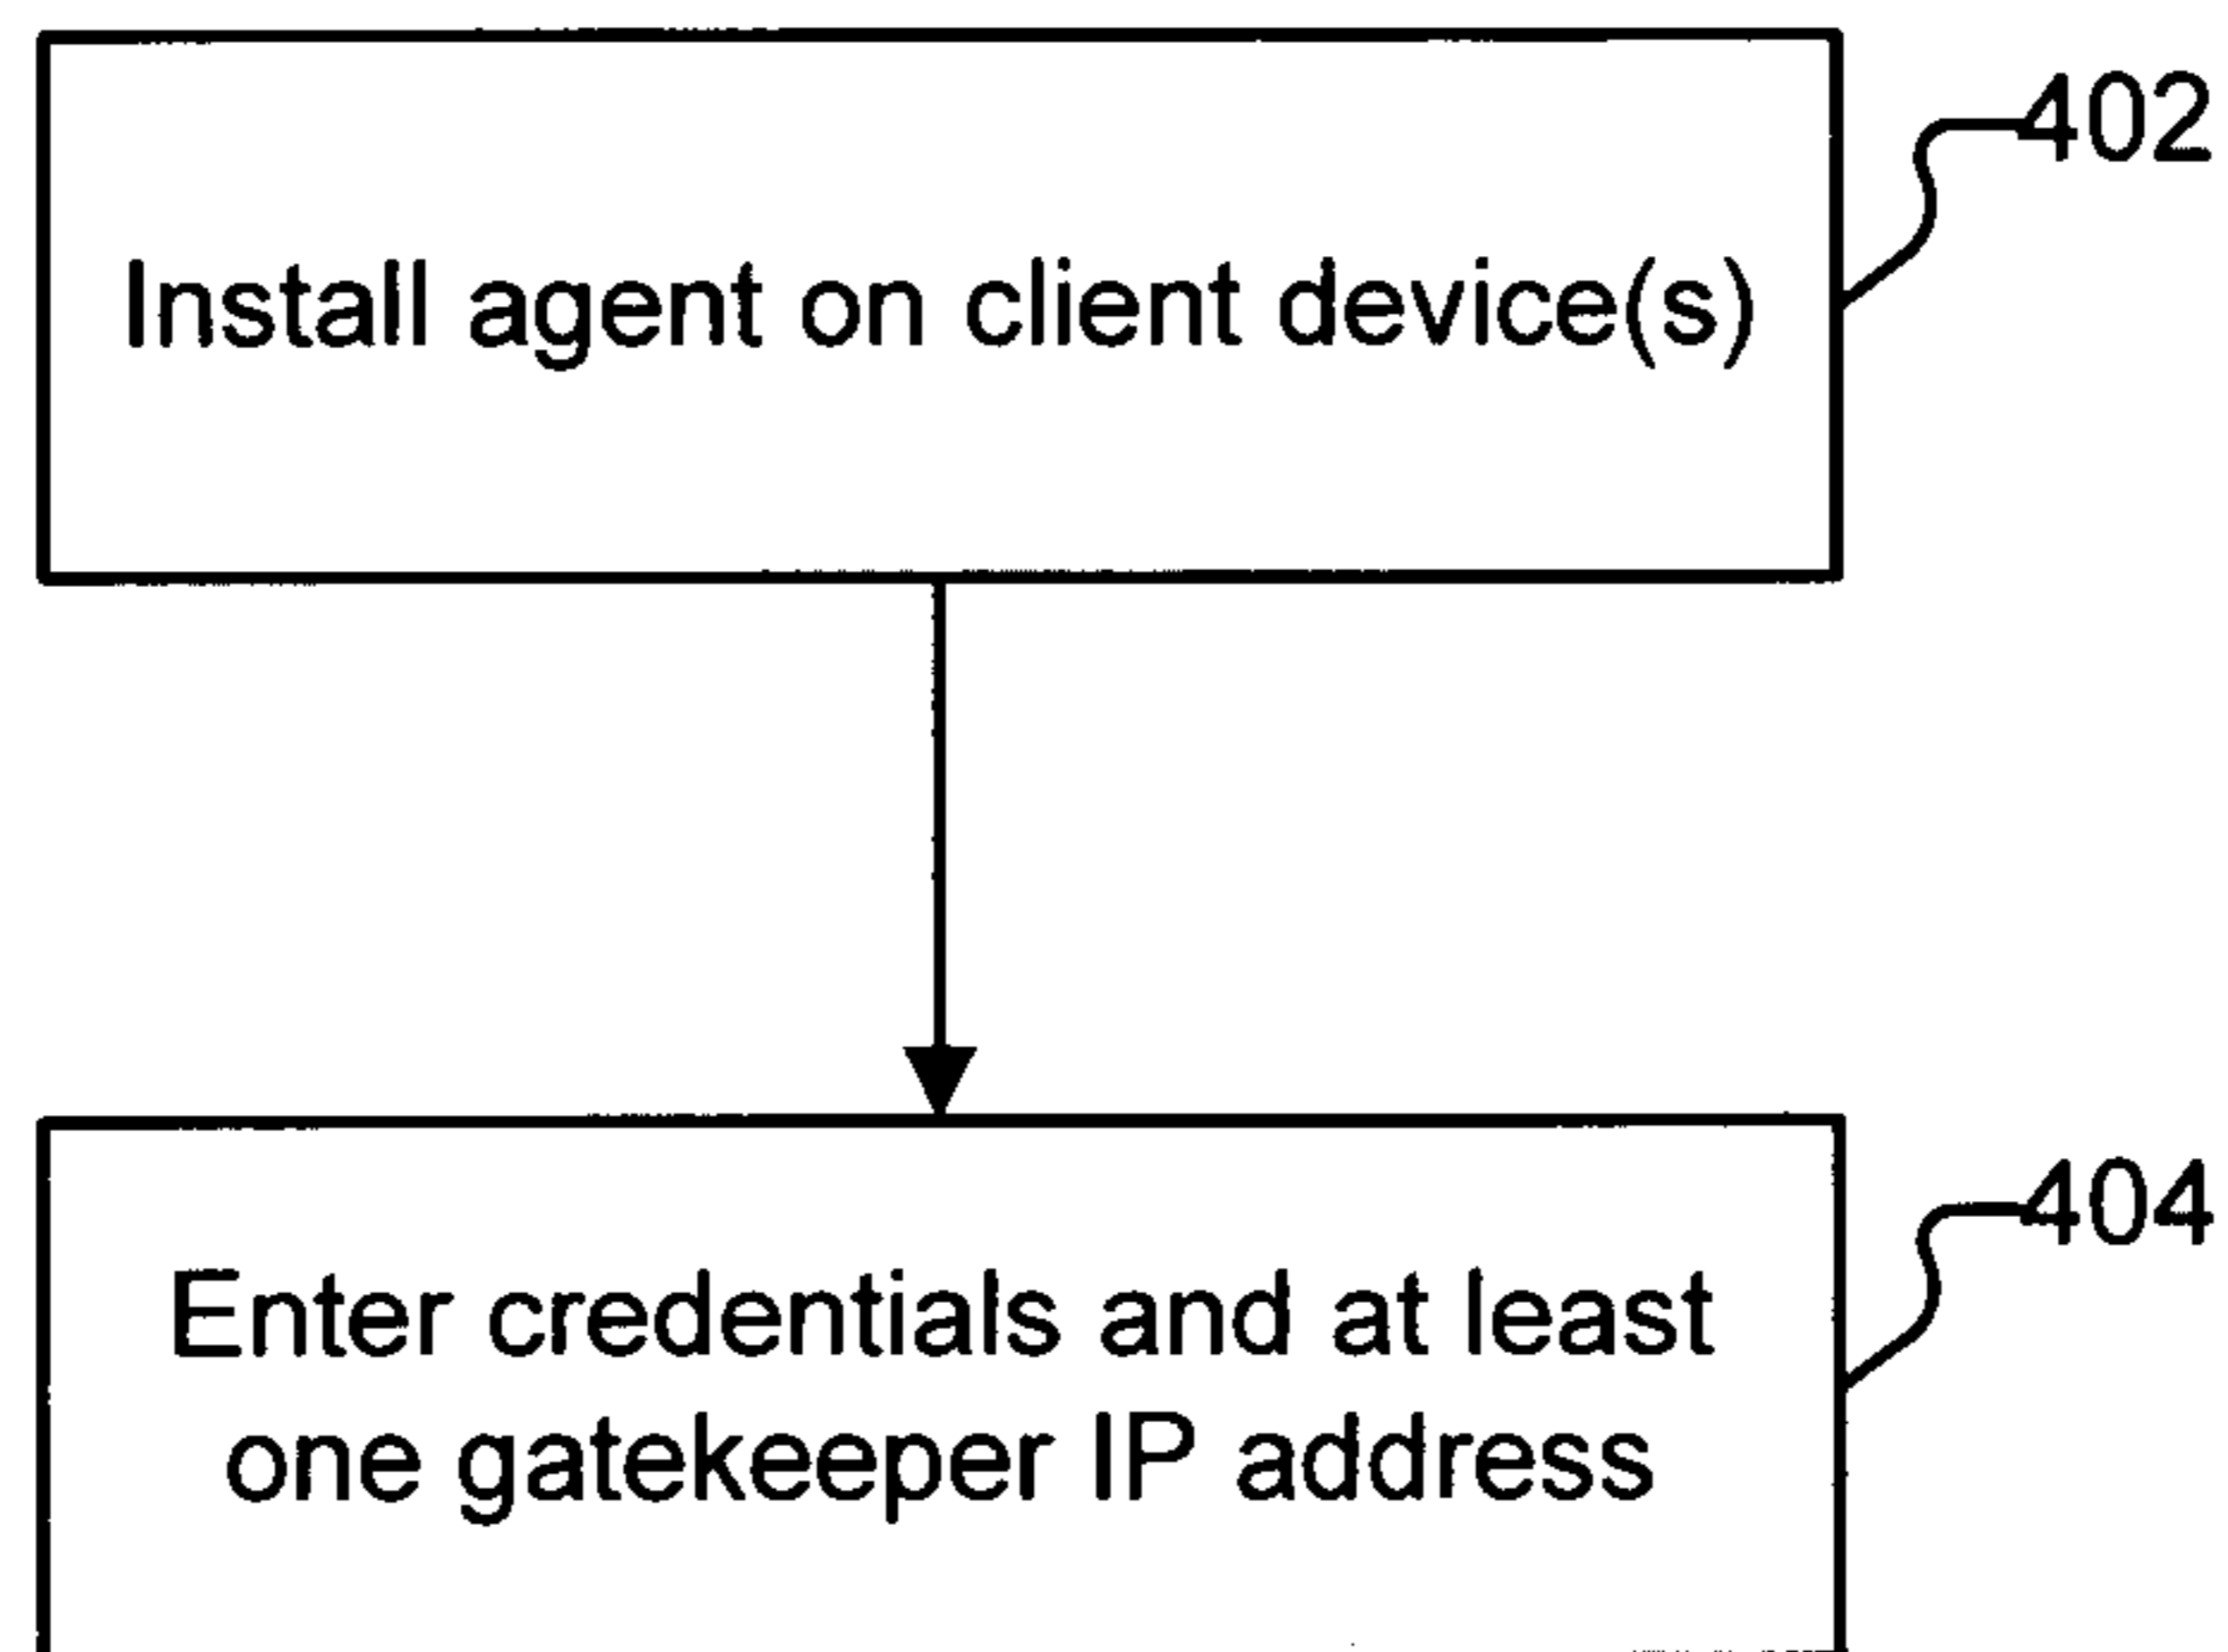 402
Install agent on client device(s)
404
Enter credentials and at least
one gatekeeper IP address